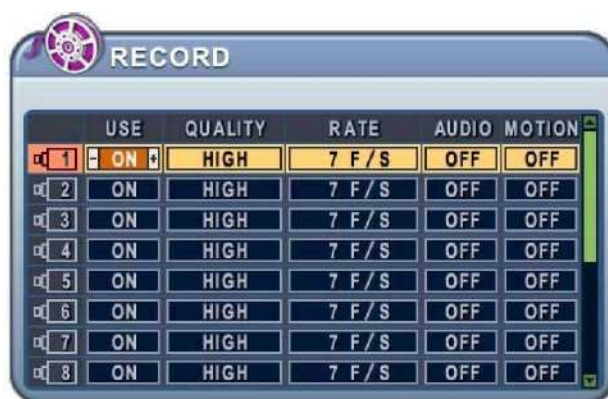 RECORD
USE QUALITY RATE AUDIO MOTION
1 - ON + HIGH 7 F/S OFF OFF
2 ON HIGH 7 F/S OFF OFF
3 ON HIGH 7 F/S OFF OFF
4 ON HIGH 7 F/S OFF OFF
5 ON HIGH 7 F/S OFF OFF
6 ON HIGH 7 F/S OFF OFF
7 ON HIGH 7 F/S OFF OFF
8 ON HIGH 7 F/S OFF OFF